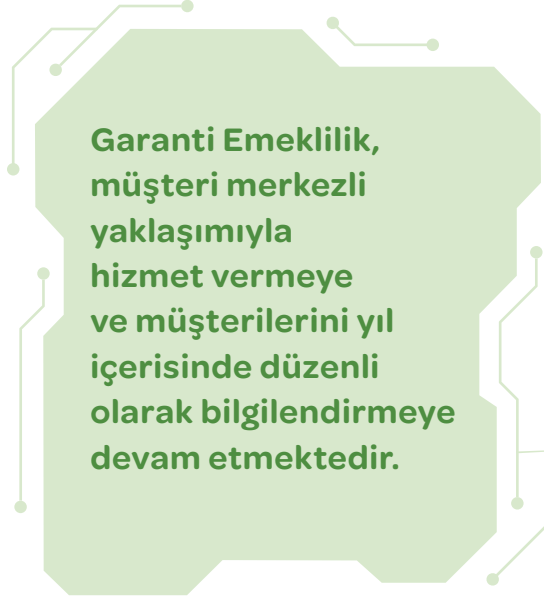 Garanti Emeklilik,
müşteri merkezli
yaklaşımıyla
hizmet vermeye
ve müşterilerini yıl
içerisinde düzenli
olarak bilgilendirmeye
devam etmektedir.